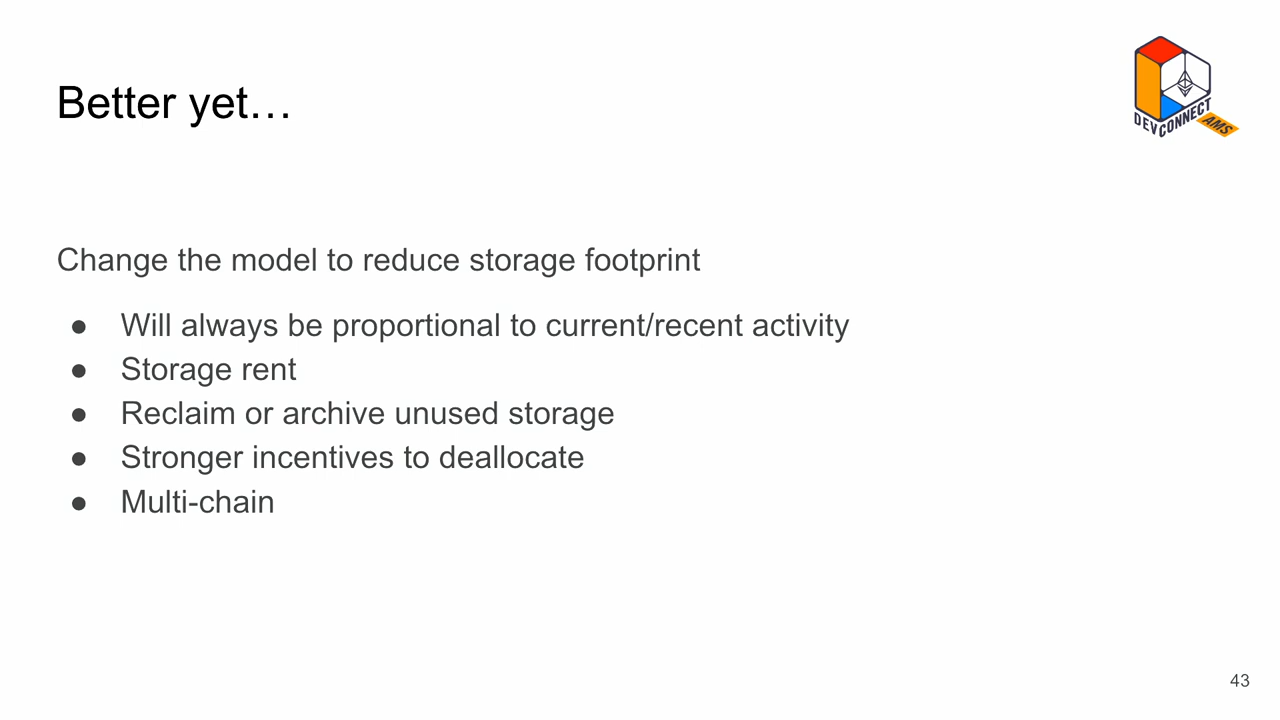 Better yet…
DEVCONNECT
AMS
Change the model to reduce storage footprint
● Will always be proportional to current/recent activity
● Storage rent
● Reclaim or archive unused storage
● Stronger incentives to deallocate
● Multi-chain
43